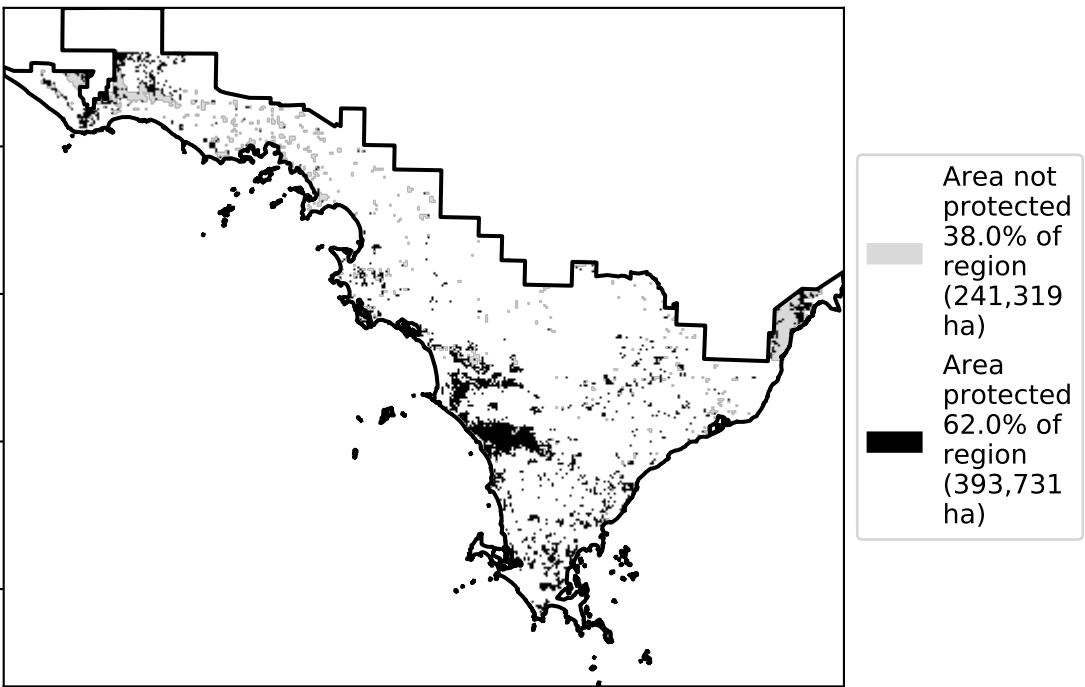 Area not
protected
38.0% of
region
(241,319
ha)
Area
protected
62.0% of
region
(393,731
ha)